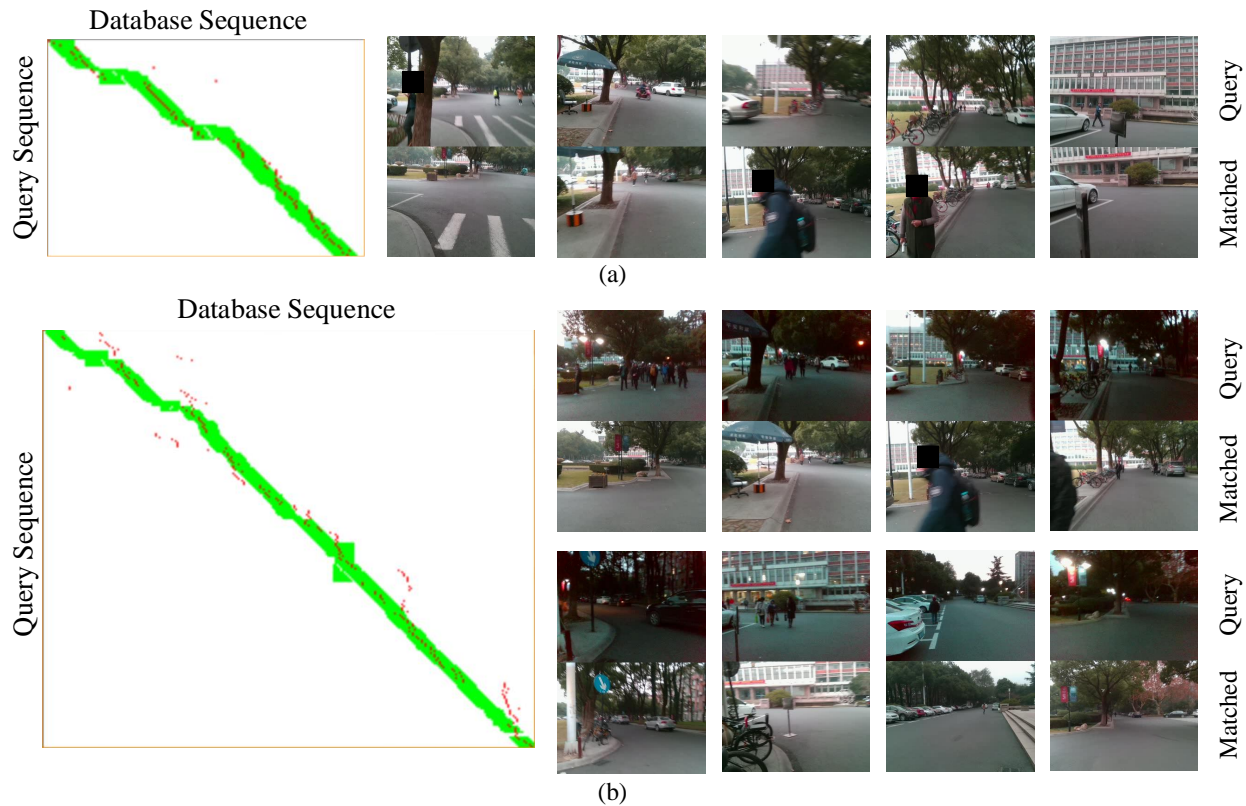 Database Sequence
Query Sequence
Query
Matched
(a)
Database Sequence
Query Sequence
Query
Matched
Query
Matched
(b)